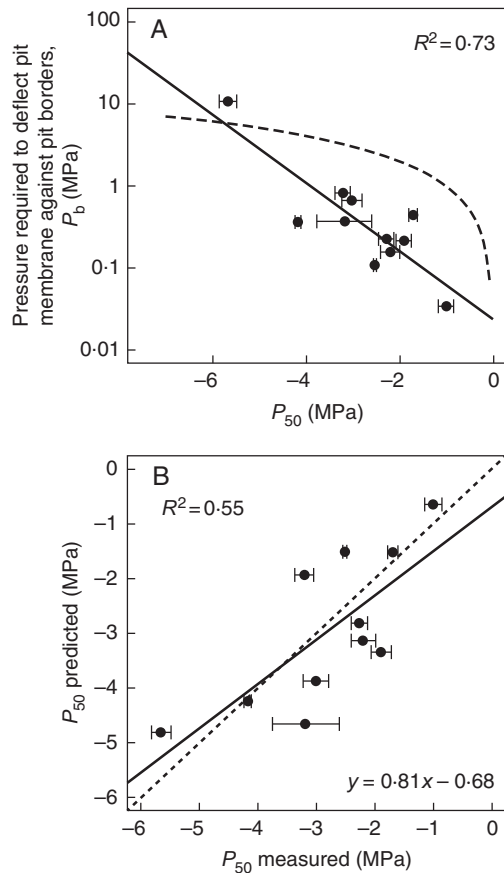 A
R² = 0·73
Pressure required to deflect pit
membrane against pit borders,
Pb (MPa)
100
10
1
0·1
0·01
−6
−4
−2
0
P50 (MPa)
B
R² = 0·55
P50 predicted (MPa)
0
−1
−2
−3
−4
−5
−6
y = 0·81x − 0·68
−6
−5
−4
−3
−2
−1
0
P50 measured (MPa)